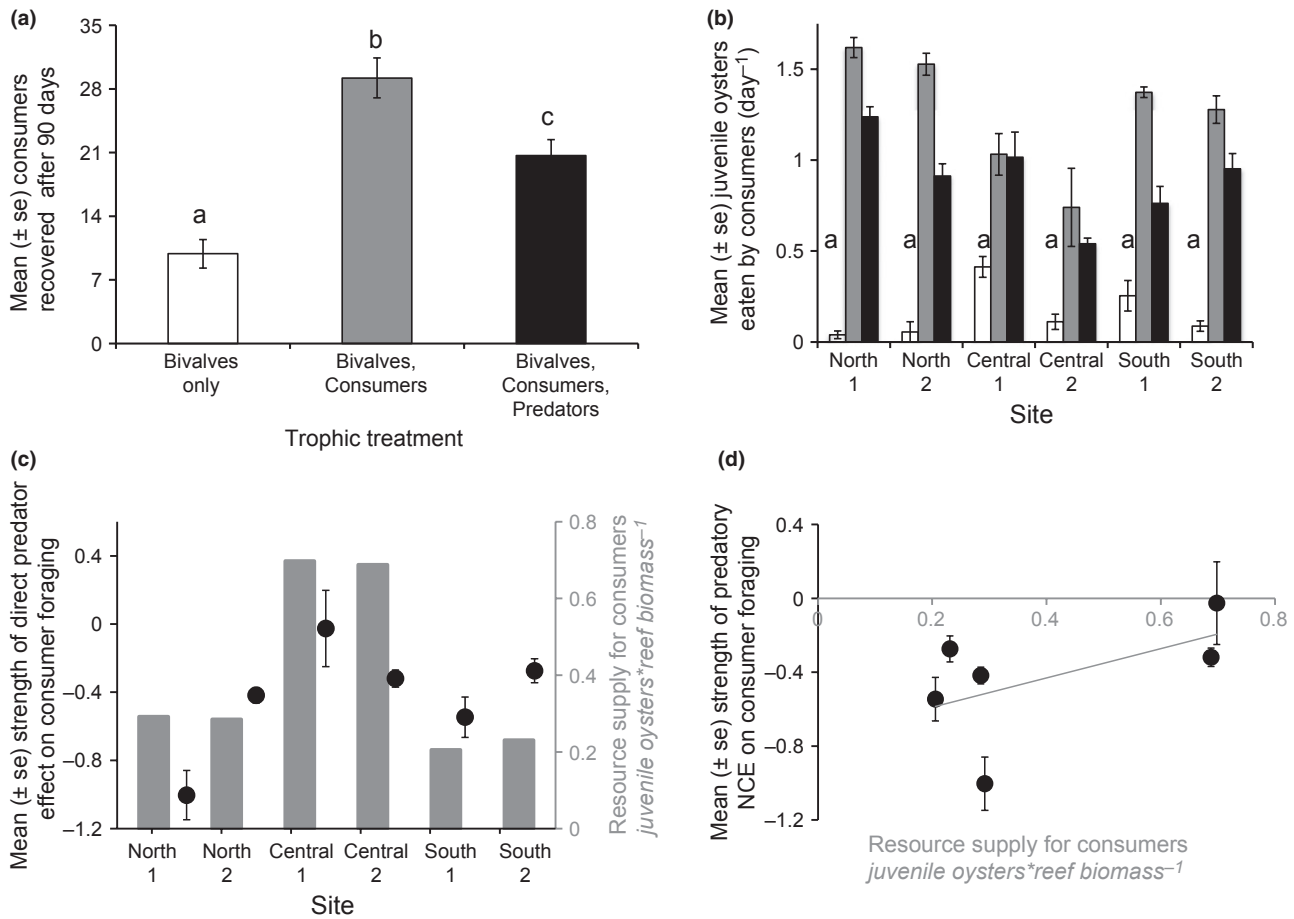 (a)
Mean (± se) consumers
recovered after 90 days
35
28
21
14
7
0
a
b
c
Bivalves
only
Bivalves,
Consumers
Bivalves,
Consumers,
Predators
Trophic treatment
(b)
Mean (± se) juvenile oysters
eaten by consumers (day⁻¹)
1.5
1
0.5
0
a
a
a
a
a
a
North
1
North
2
Central
1
Central
2
South
1
South
2
Site
(c)
Mean (± se) strength of direct predator
effect on consumer foraging
0.4
0
−0.4
−0.8
−1.2
0.8
0.6
0.4
0.2
0
Resource supply for consumers
juvenile oysters*reef biomass⁻¹
North
1
North
2
Central
1
Central
2
South
1
South
2
Site
(d)
Mean (± se) strength of predatory
NCE on consumer foraging
0.4
0
−0.4
−0.8
−1.2
0
0.2
0.4
0.6
0.8
Resource supply for consumers
juvenile oysters*reef biomass⁻¹